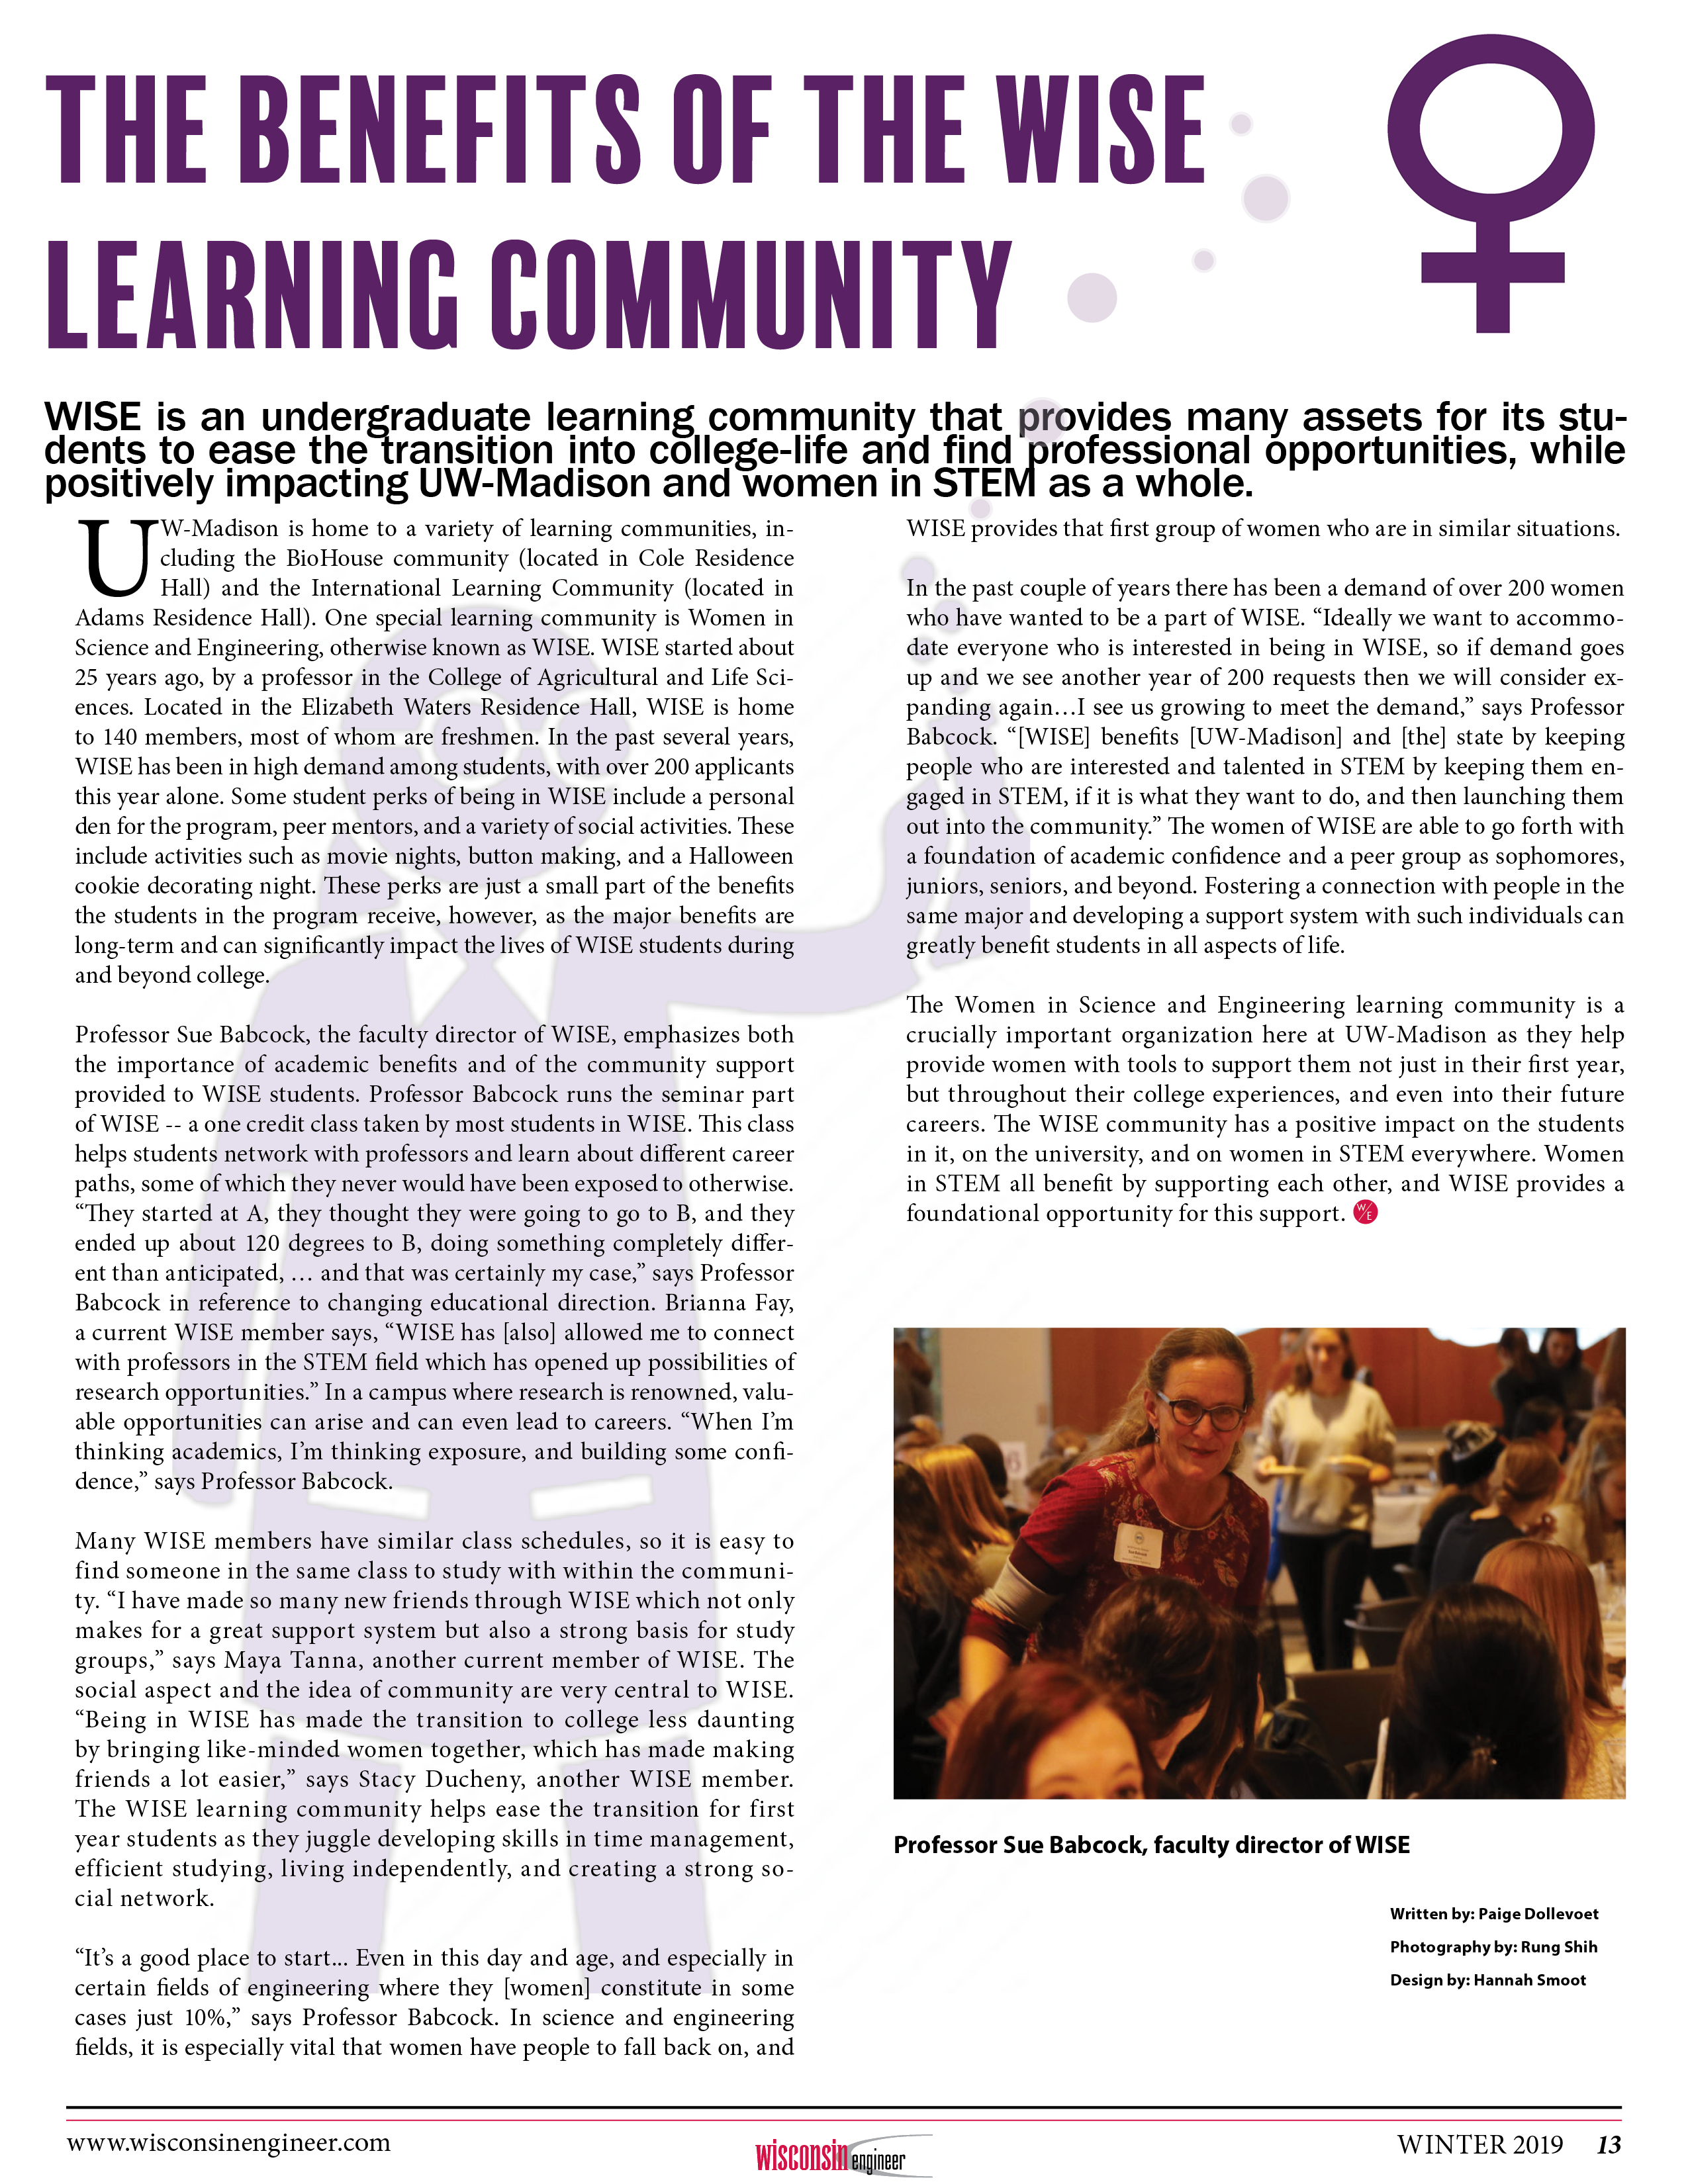 THE BENEFITS OF THE WISE
LEARNING COMMUNITY
WISE is an undergraduate learning community that provides many assets for its stu-
dents to ease the transition into college-life and find professional opportunities, while
positively impacting UW-Madison and women in STEM as a whole.
UW-Madison is home to a variety of learning communities, in-
cluding the BioHouse community (located in Cole Residence
Hall) and the International Learning Community (located in
Adams Residence Hall). One special learning community is Women in
Science and Engineering, otherwise known as WISE. WISE started about
25 years ago, by a professor in the College of Agricultural and Life Sci-
ences. Located in the Elizabeth Waters Residence Hall, WISE is home
to 140 members, most of whom are freshmen. In the past several years,
WISE has been in high demand among students, with over 200 applicants
this year alone. Some student perks of being in WISE include a personal
den for the program, peer mentors, and a variety of social activities. These
include activities such as movie nights, button making, and a Halloween
cookie decorating night. These perks are just a small part of the benefits
the students in the program receive, however, as the major benefits are
long-term and can significantly impact the lives of WISE students during
and beyond college.
Professor Sue Babcock, the faculty director of WISE, emphasizes both
the importance of academic benefits and of the community support
provided to WISE students. Professor Babcock runs the seminar part
of WISE -- a one credit class taken by most students in WISE. This class
helps students network with professors and learn about different career
paths, some of which they never would have been exposed to otherwise.
“They started at A, they thought they were going to go to B, and they
ended up about 120 degrees to B, doing something completely differ-
ent than anticipated, … and that was certainly my case,” says Professor
Babcock in reference to changing educational direction. Brianna Fay,
a current WISE member says, “WISE has [also] allowed me to connect
with professors in the STEM field which has opened up possibilities of
research opportunities.” In a campus where research is renowned, valu-
able opportunities can arise and can even lead to careers. “When I’m
thinking academics, I’m thinking exposure, and building some confi-
dence,” says Professor Babcock.
Many WISE members have similar class schedules, so it is easy to
find someone in the same class to study with within the communi-
ty. “I have made so many new friends through WISE which not only
makes for a great support system but also a strong basis for study
groups,” says Maya Tanna, another current member of WISE. The
social aspect and the idea of community are very central to WISE.
“Being in WISE has made the transition to college less daunting
by bringing like-minded women together, which has made making
friends a lot easier,” says Stacy Ducheny, another WISE member.
The WISE learning community helps ease the transition for first
year students as they juggle developing skills in time management,
efficient studying, living independently, and creating a strong so-
cial network.
“It’s a good place to start... Even in this day and age, and especially in
certain fields of engineering where they [women] constitute in some
cases just 10%,” says Professor Babcock. In science and engineering
fields, it is especially vital that women have people to fall back on, and
WISE provides that first group of women who are in similar situations.
In the past couple of years there has been a demand of over 200 women
who have wanted to be a part of WISE. “Ideally we want to accommo-
date everyone who is interested in being in WISE, so if demand goes
up and we see another year of 200 requests then we will consider ex-
panding again…I see us growing to meet the demand,” says Professor
Babcock. “[WISE] benefits [UW-Madison] and [the] state by keeping
people who are interested and talented in STEM by keeping them en-
gaged in STEM, if it is what they want to do, and then launching them
out into the community.” The women of WISE are able to go forth with
a foundation of academic confidence and a peer group as sophomores,
juniors, seniors, and beyond. Fostering a connection with people in the
same major and developing a support system with such individuals can
greatly benefit students in all aspects of life.
The Women in Science and Engineering learning community is a
crucially important organization here at UW-Madison as they help
provide women with tools to support them not just in their first year,
but throughout their college experiences, and even into their future
careers. The WISE community has a positive impact on the students
in it, on the university, and on women in STEM everywhere. Women
in STEM all benefit by supporting each other, and WISE provides a
foundational opportunity for this support. W/E
Professor Sue Babcock, faculty director of WISE
Written by: Paige Dollevoet
Photography by: Rung Shih
Design by: Hannah Smoot
www.wisconsinengineer.com
wisconsin engineer
WINTER 2019 13